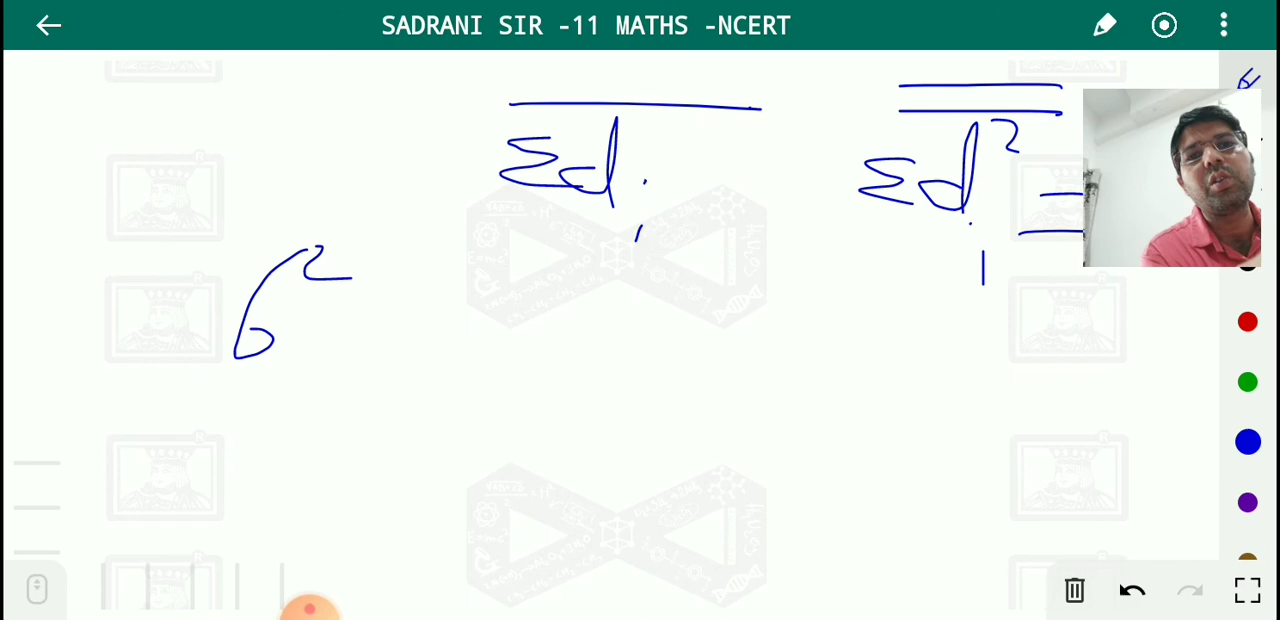 SADRANI SIR -11 MATHS -NCERT
Σd Σd² =
σ²